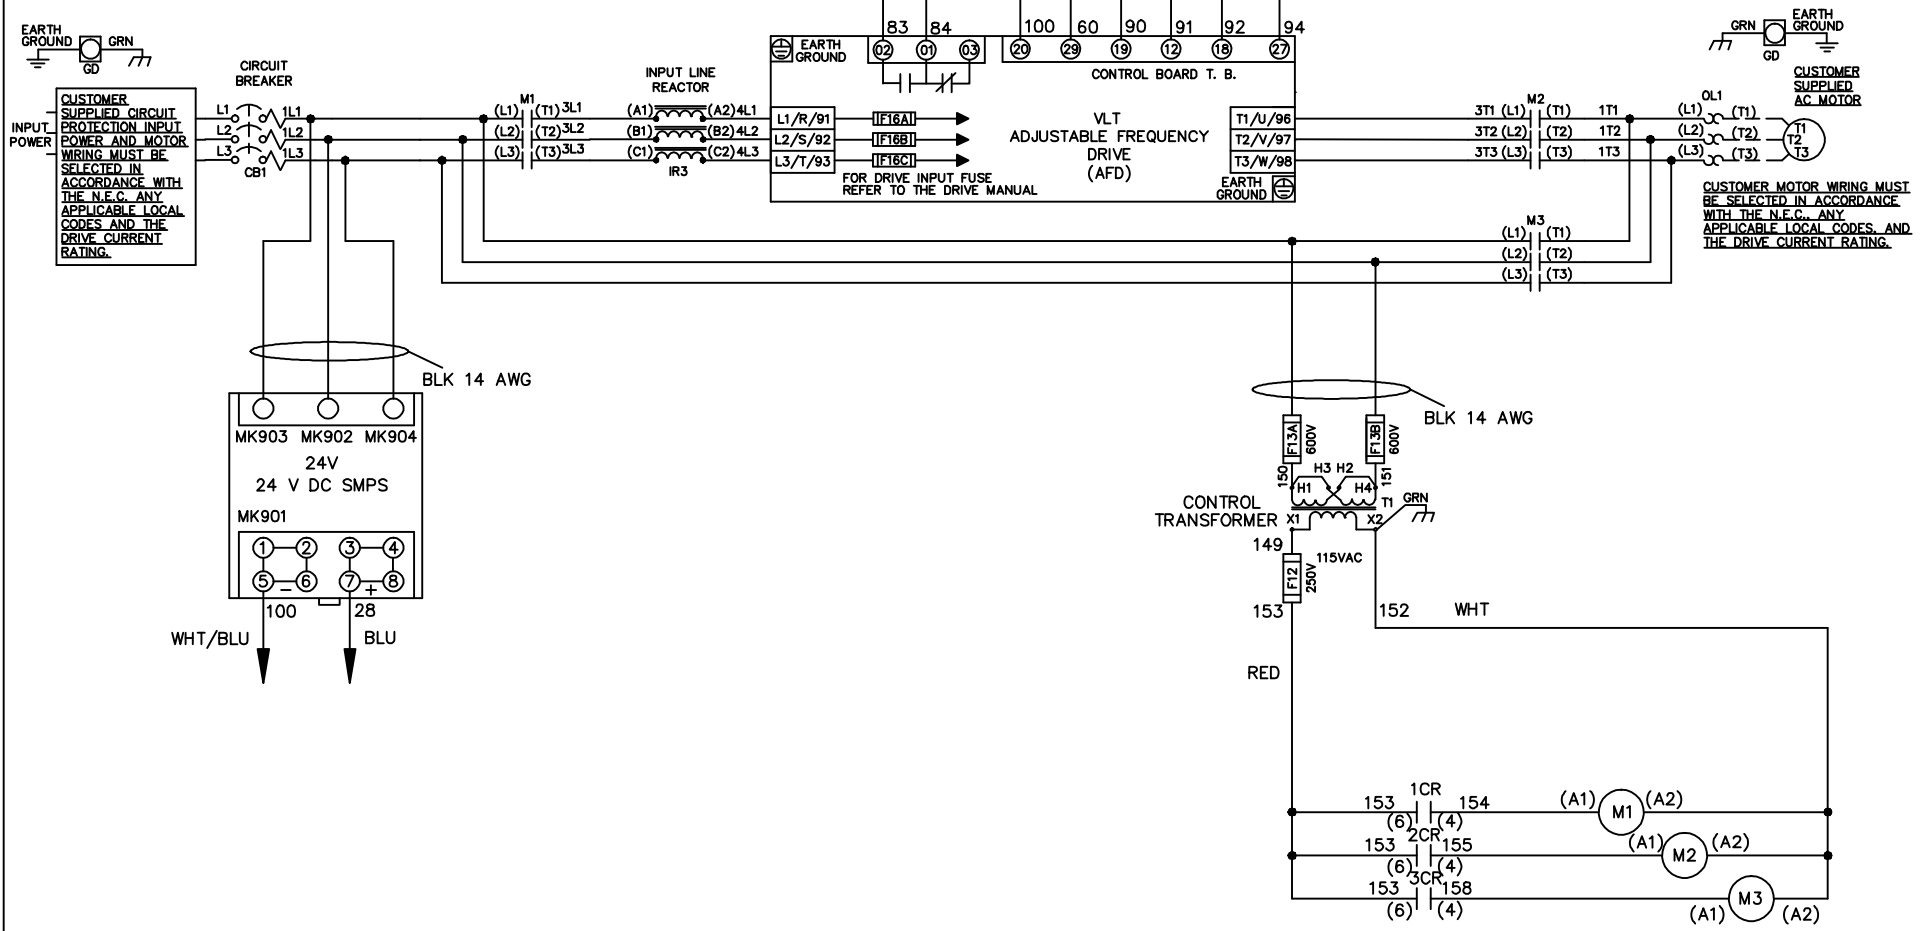 83 84 100 60 90 91 92 94
EARTH
GROUND
GRN
GD
02 01 03 20 29 19 12 18 27
EARTH
GROUND
CONTROL BOARD T. B.
GRN
EARTH
GROUND
GD
CIRCUIT
BREAKER
INPUT LINE
REACTOR
CUSTOMER
SUPPLIED
AC MOTOR
INPUT
POWER
CUSTOMER
SUPPLIED CIRCUIT
PROTECTION INPUT
POWER AND MOTOR
WIRING MUST BE
SELECTED IN
ACCORDANCE WITH
THE N.E.C. ANY
APPLICABLE LOCAL
CODES AND THE
DRIVE CURRENT
RATING.
L1 1L1
L2 1L2
L3 1L3
CB1
M1
(L1) (T1) 3L1
(L2) (T2) 3L2
(L3) (T3) 3L3
(A1) (A2) 4L1
(B1) (B2) 4L2
(C1) (C2) 4L3
IR3
L1/R/91
L2/S/92
L3/T/93
F16A
F16B
F16C
FOR DRIVE INPUT FUSE
REFER TO THE DRIVE MANUAL
VLT
ADJUSTABLE FREQUENCY
DRIVE
(AFD)
T1/U/96
T2/V/97
T3/W/98
EARTH
GROUND
M2
3T1 (L1) (T1) 1T1
3T2 (L2) (T2) 1T2
3T3 (L3) (T3) 1T3
OL1
(L1) (T1)
(L2) (T2)
(L3) (T3)
T1
T2
T3
CUSTOMER MOTOR WIRING MUST
BE SELECTED IN ACCORDANCE
WITH THE N.E.C., ANY
APPLICABLE LOCAL CODES, AND
THE DRIVE CURRENT RATING.
M3
(L1) (T1)
(L2) (T2)
(L3) (T3)
BLK 14 AWG
MK903 MK902 MK904
24V
24 V DC SMPS
MK901
1 2 3 4
5 6 7 8
- +
100 28
WHT/BLU BLU
BLK 14 AWG
F13A 600V
F13B 600V
150 151
H3 H2
H1 H4
T1
GRN
CONTROL
TRANSFORMER
X1 X2
149
115VAC
F12 250V
153 152 WHT
RED
1CR
153 154 (A1) M1 (A2)
(6) (4)
2CR
153 155 (A1) M2 (A2)
(6) (4)
3CR
153 158 M3
(6) (4) (A1) (A2)